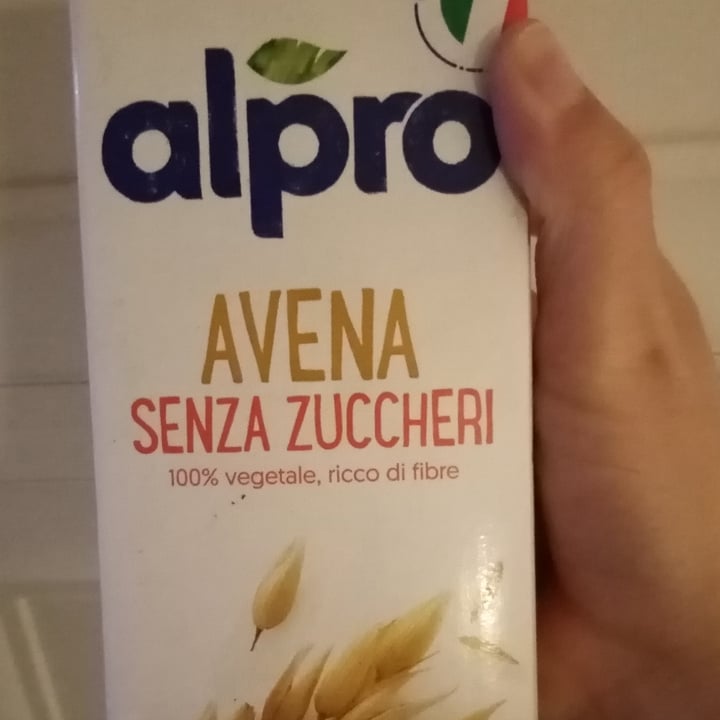 alpro
AVENA
SENZA ZUCCHERI
100% vegetale, ricco di fibre